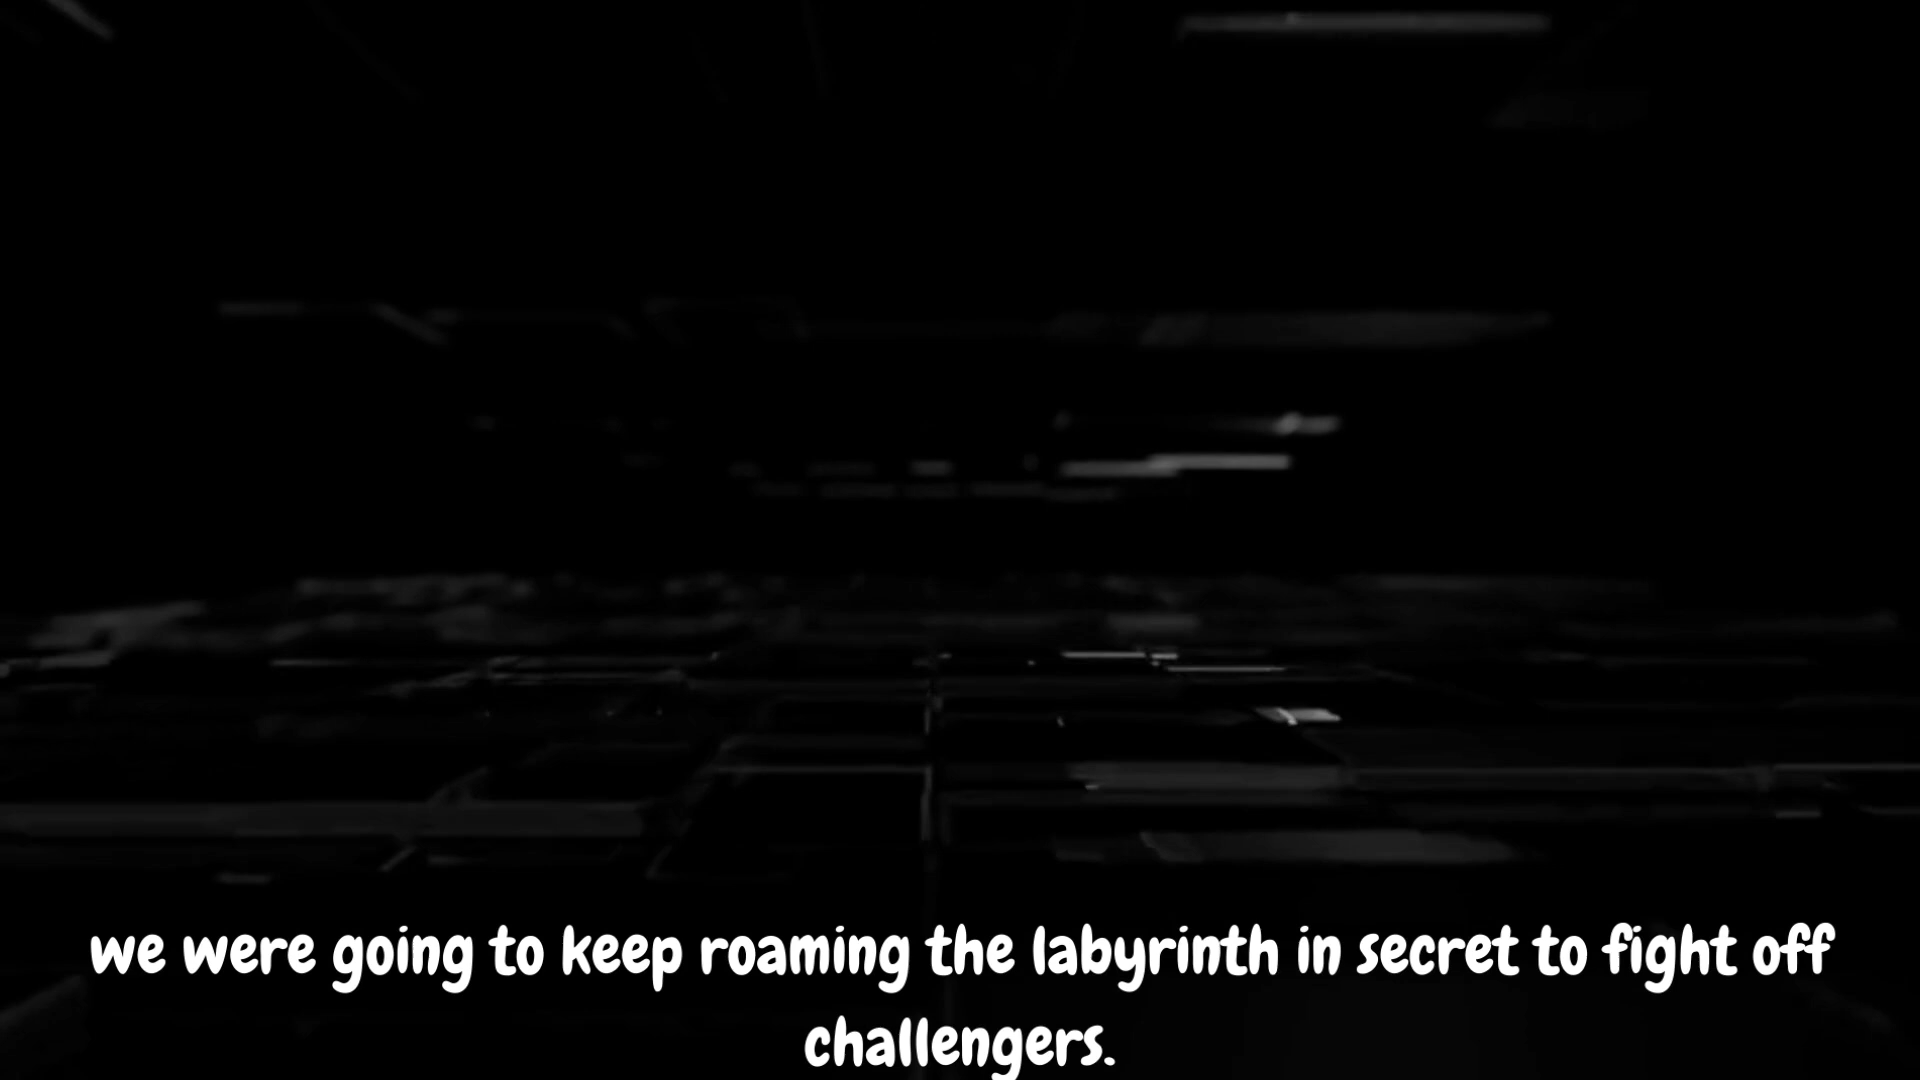 we were going to keep roaming the labyrinth in secret to fight off
challengers.